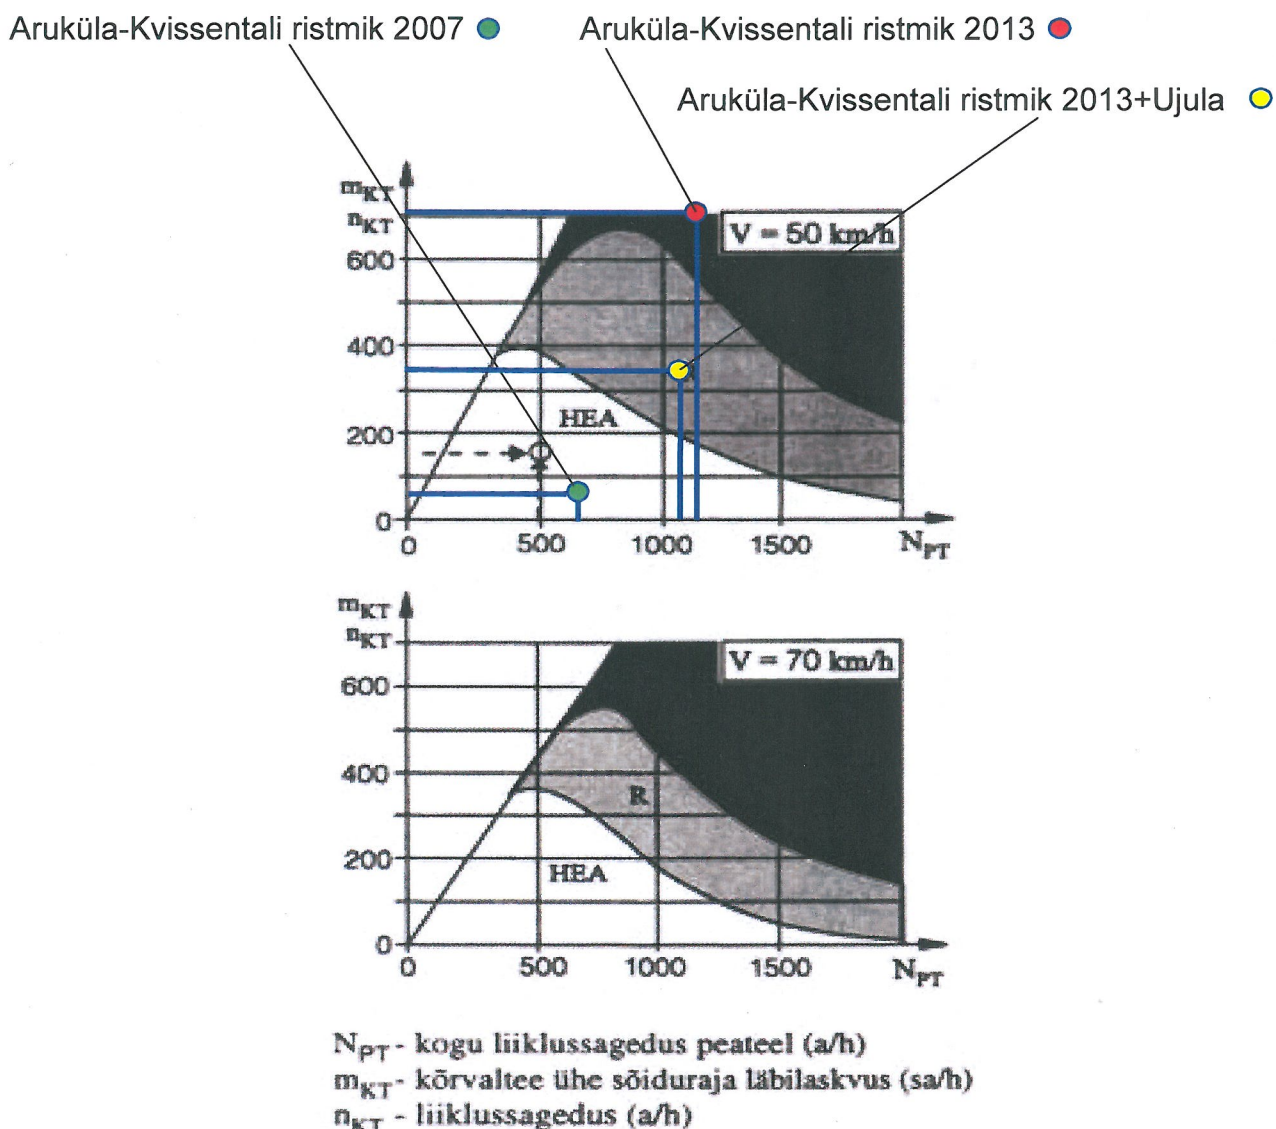 Aruküla-Kvissentali ristmik 2007
Aruküla-Kvissentali ristmik 2013
Aruküla-Kvissentali ristmik 2013+Ujula
mKT
nKT
V = 50 km/h
600
400
HEA
200
0
0 500 1000 1500 NPT
mKT
nKT
V = 70 km/h
600
400
R
200
HEA
0
0 500 1000 1500 NPT
NPT - kogu liiklussagedus peateel (a/h)
mKT - kõrvaltee ühe sõiduraja läbilaskvus (sa/h)
nKT - liiklussagedus (a/h)